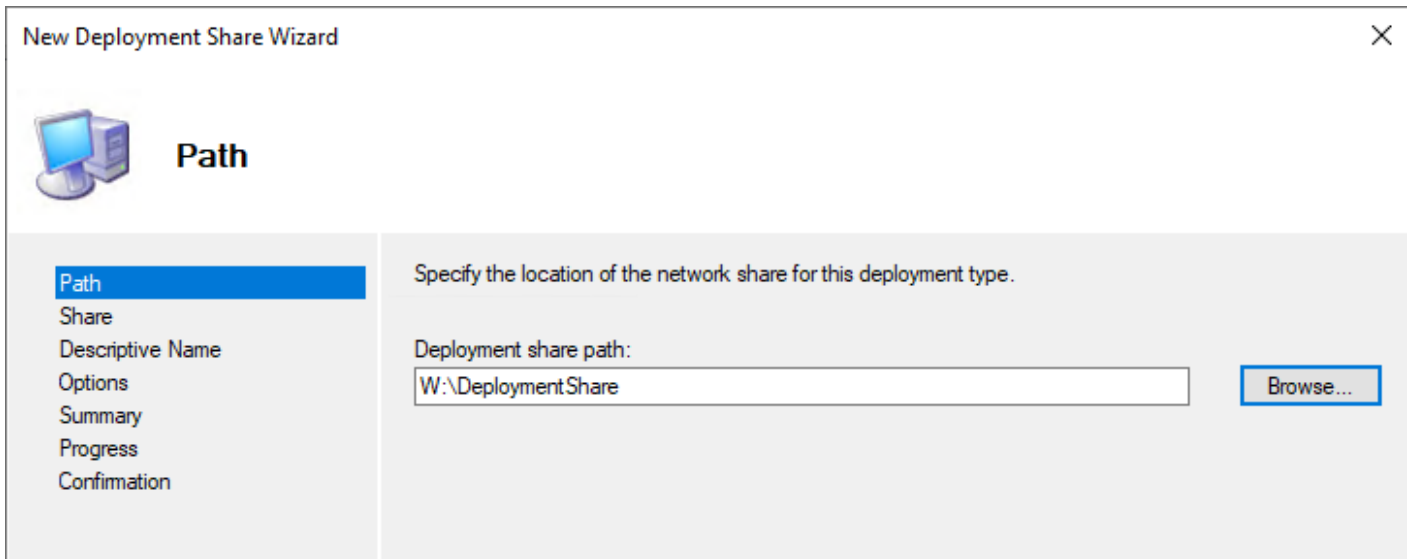 New Deployment Share Wizard
Path
Path
Share
Descriptive Name
Options
Summary
Progress
Confirmation
Specify the location of the network share for this deployment type.
Deployment share path:
W:\DeploymentShare
Browse...